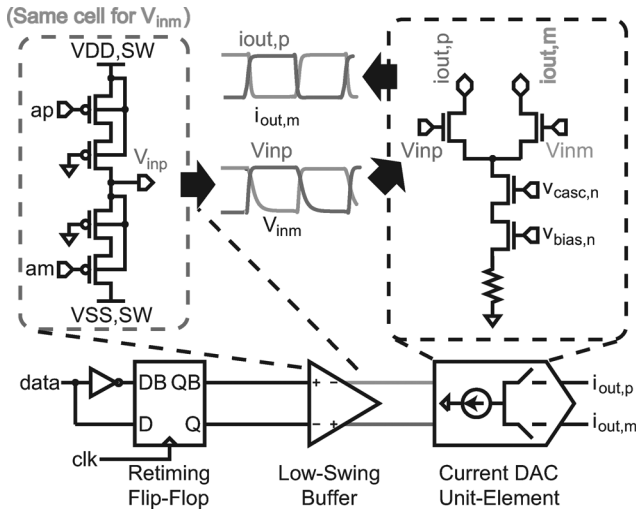 (Same cell for Vinm)
VDD,SW
ap
Vinp
am
VSS,SW
iout,p
iout,m
Vinp
Vinm
iout,p
iout,m
Vinp
Vinm
vcasc,n
vbias,n
data
DB QB
D Q
clk
+ −
− +
iout,p
iout,m
Retiming
Flip-Flop
Low-Swing
Buffer
Current DAC
Unit-Element